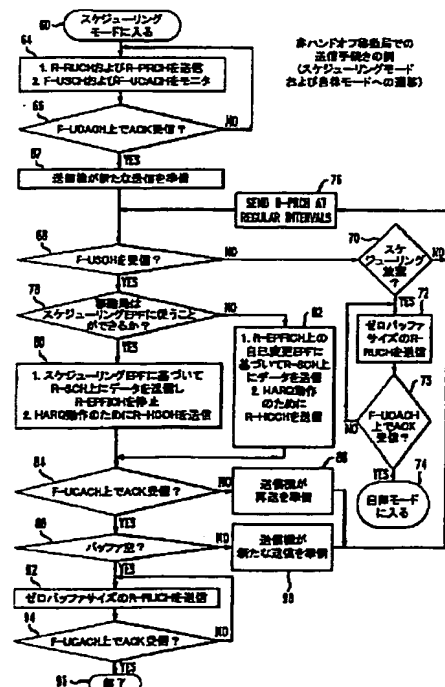 60
スケジューリング
モードに入る
非ハンドオフ移動局での
送信手続きの例
(スケジューリングモード
および自律モードへの遷移)
64
1. R-RUCHおよびR-PRCHを送信
2. F-USCHおよびF-UCACHをモニタ
66
F-UCACH上でACK受信?
NO
YES
67
送信機が新たな送信を準備
76
SEND R-PRCH AT
REGULAR INTERVALS
68
F-USCHを受信?
NO
YES
70
スケ
ジューリング
放棄
?
NO
YES
72
ゼロバッファ
サイズのR-
RUCHを送信
73
F-UCACH
上でACK
受信?
NO
YES
74
自律モード
に入る
78
移動局は
スケジューリングEPFに使うこと
ができるか?
NO
YES
80
1. スケジューリングEPFに基づいて
R-SCH上にデータを送信し
R-EPFICHを停止
2. HARQ動作のためにR-HCCHを送信
82
1. R-EPFICH上の
自己変更EPFに
基づいてR-SCH上
にデータを送信
2. HARQ動作
のために
R-HCCHを送信
84
F-UCACH上でACK受信?
NO
YES
86
送信機が
再送を準備
バッファ空?
NO
YES
90
送信機が
新たな送信を準備
92
ゼロバッファサイズのR-RUCHを送信
94
F-UCACH上でACK受信?
NO
YES
終了